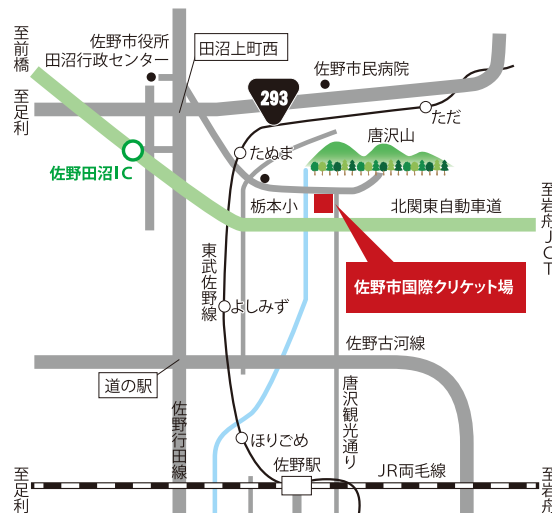 至前橋
佐野市役所
田沼行政センター
田沼上町西
佐野市民病院
293
至足利
ただ
唐沢山
たぬま
佐野田沼IC
栃本小
北関東自動車道
至岩舟JCT
東武佐野線
佐野市国際クリケット場
よしみず
佐野古河線
道の駅
佐野行田線
唐沢観光通り
ほりごめ
佐野駅
JR両毛線
至足利
至岩舟